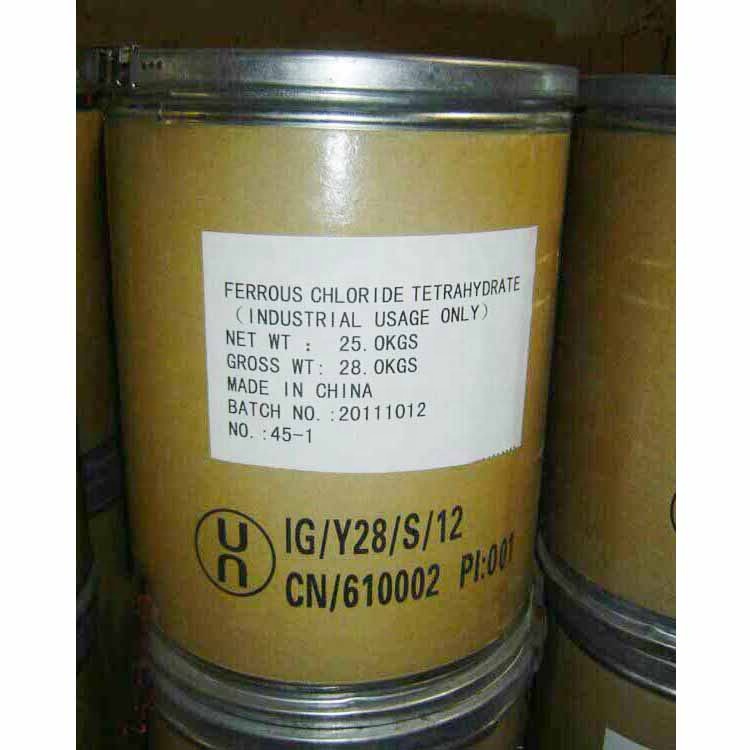 FERROUS CHLORIDE TETRAHYDRATE
(INDUSTRIAL USAGE ONLY)
NET WT : 25.0KGS
GROSS WT: 28.0KGS
MADE IN CHINA
BATCH NO.:20111012
NO.:45-1
un
IG/Y28/S/12
CN/610002 PI:001